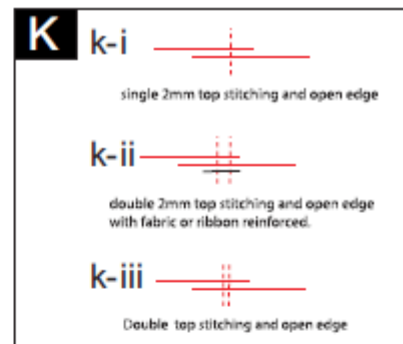 K
k-i
single 2mm top stitching and open edge
k-ii
double 2mm top stitching and open edge
with fabric or ribbon reinforced.
k-iii
Double top stitching and open edge